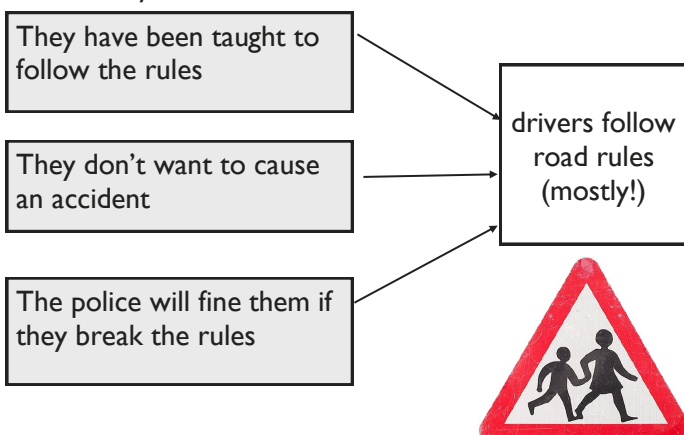 They have been taught to
follow the rules
They don’t want to cause
an accident
The police will fine them if
they break the rules
drivers follow
road rules
(mostly!)